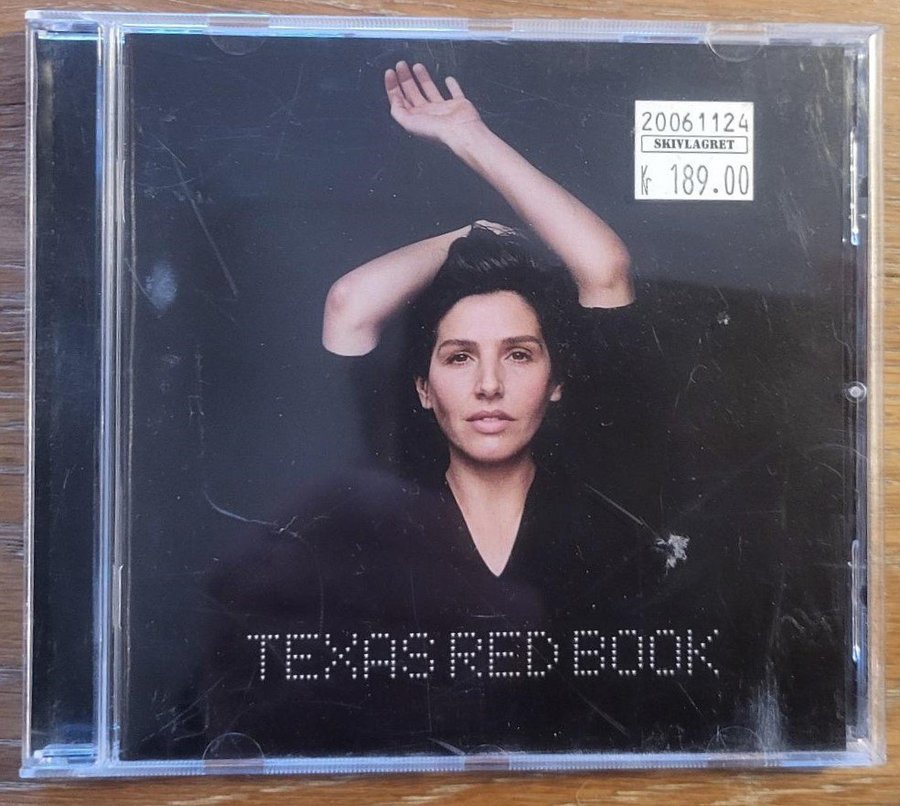 20061124
SKIVLAGRET
Kr 189.00
TEXAS RED BOOK